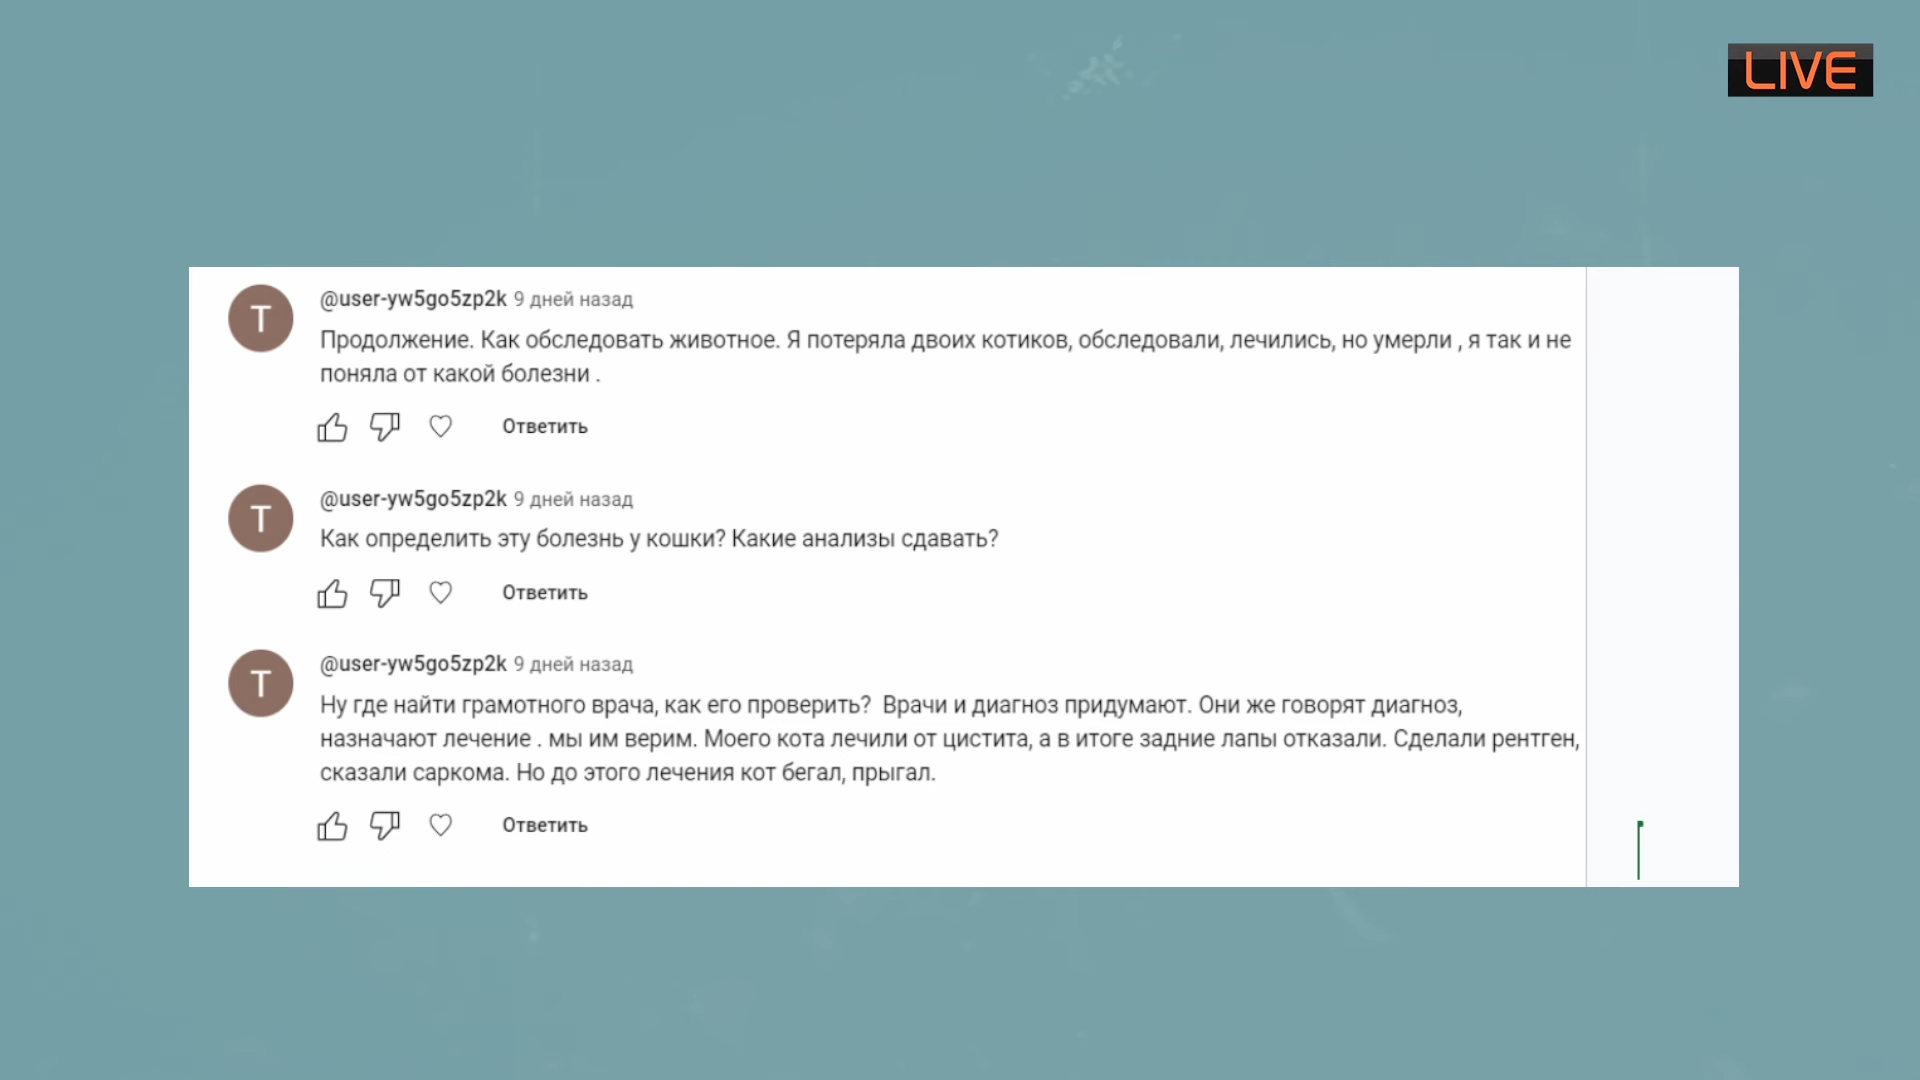 LIVE
T
@user-yw5go5zp2k 9 дней назад
Продолжение. Как обследовать животное. Я потеряла двоих котиков, обследовали, лечились, но умерли , я так и не
поняла от какой болезни .
Ответить
T
@user-yw5go5zp2k 9 дней назад
Как определить эту болезнь у кошки? Какие анализы сдавать?
Ответить
T
@user-yw5go5zp2k 9 дней назад
Ну где найти грамотного врача, как его проверить?  Врачи и диагноз придумают. Они же говорят диагноз,
назначают лечение . мы им верим. Моего кота лечили от цистита, а в итоге задние лапы отказали. Сделали рентген,
сказали саркома. Но до этого лечения кот бегал, прыгал.
Ответить